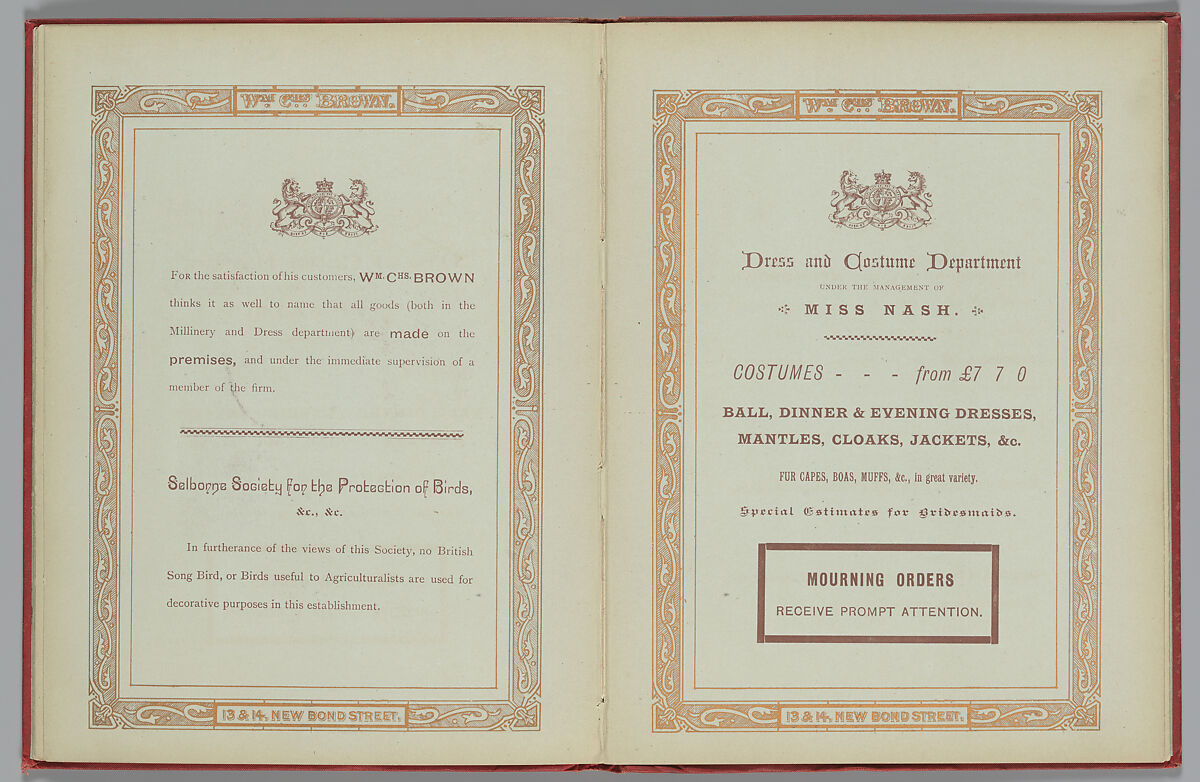 Wm. Chs. BROWN.
FOR the satisfaction of his customers, WM. CHS. BROWN
thinks it as well to name that all goods (both in the
Millinery and Dress department) are made on the
premises, and under the immediate supervision of a
member of the firm.
Selborne Society for the Protection of Birds,
&c., &c.
In furtherance of the views of this Society, no British
Song Bird, or Birds useful to Agriculturalists are used for
decorative purposes in this establishment.
13 & 14, NEW BOND STREET.
Wm. Chs. BROWN.
Dress and Costume Department
UNDER THE MANAGEMENT OF
MISS NASH.
COSTUMES - - - from £7 7 0
BALL, DINNER & EVENING DRESSES,
MANTLES, CLOAKS, JACKETS, &c.
FUR CAPES, BOAS, MUFFS, &c., in great variety.
Special Estimates for Bridesmaids.
MOURNING ORDERS
RECEIVE PROMPT ATTENTION.
13 & 14, NEW BOND STREET.